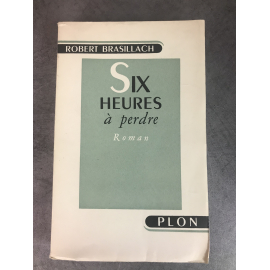 ROBERT BRASILLACH
SIX
HEURES
à perdre
Roman
PLON